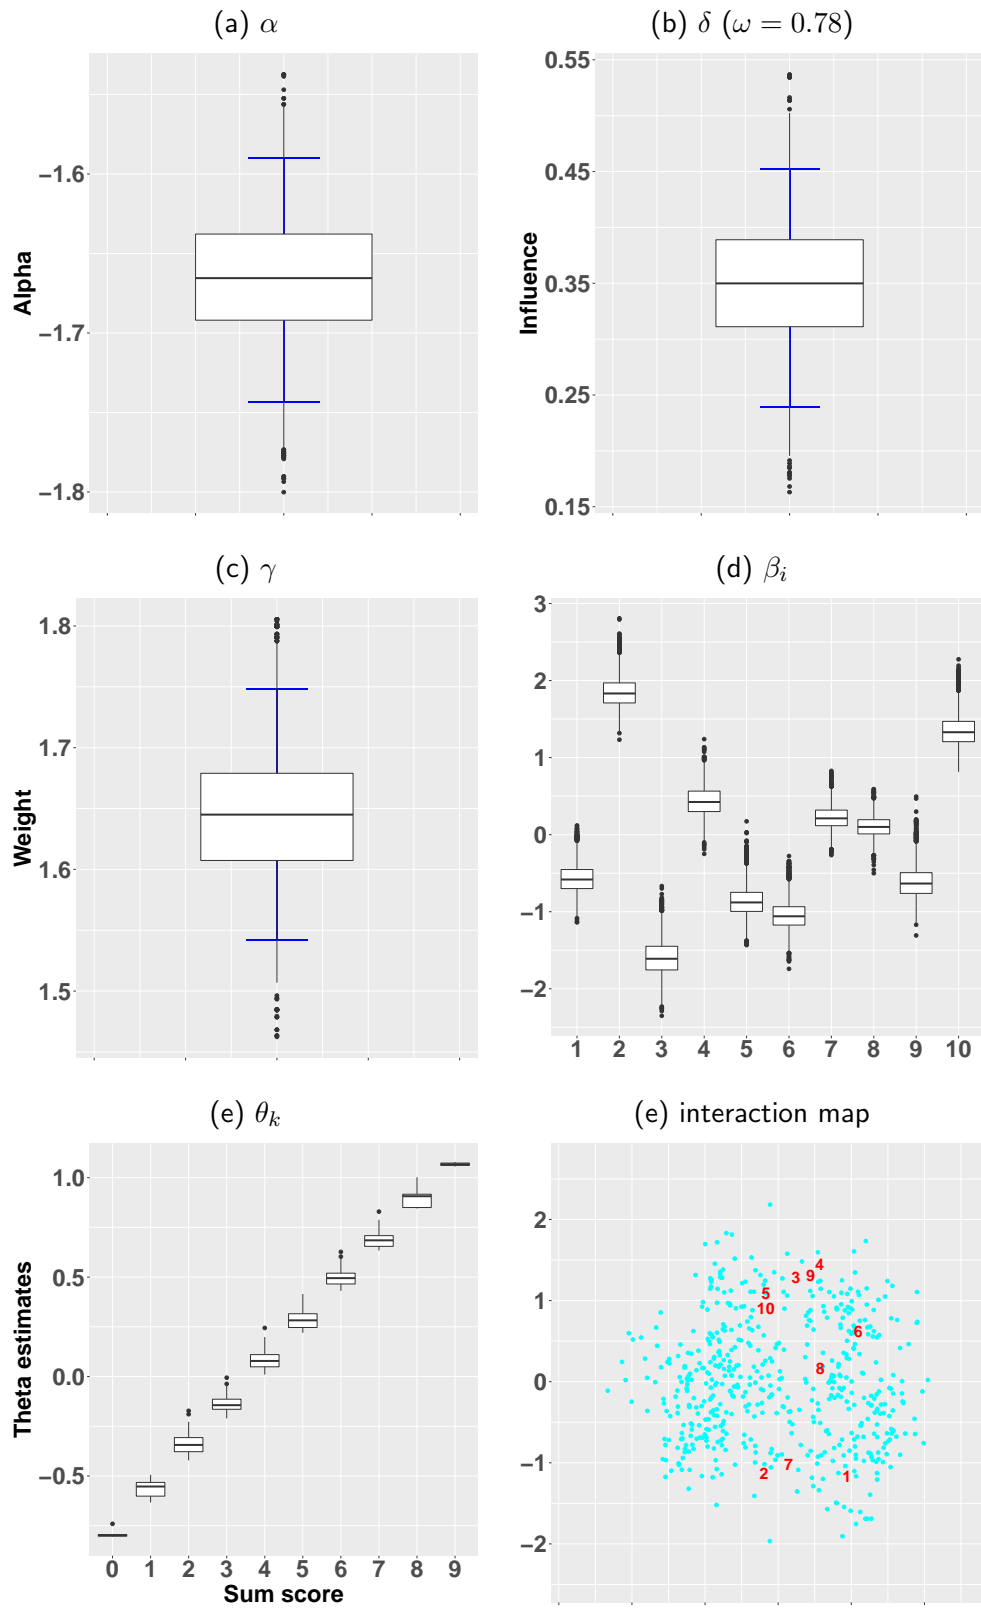 (a) α
(b) δ (ω = 0.78)
Alpha
−1.6
−1.7
−1.8
Influence
0.55
0.45
0.35
0.25
0.15
(c) γ
(d) βᵢ
Weight
1.8
1.7
1.6
1.5
3
2
1
0
−1
−2
1 2 3 4 5 6 7 8 9 10
(e) θₖ
(e) interaction map
Theta estimates
1.0
0.5
0.0
−0.5
0 1 2 3 4 5 6 7 8 9
Sum score
2
1
0
−1
−2
4
3 9
5
10
6
8
7
2 1